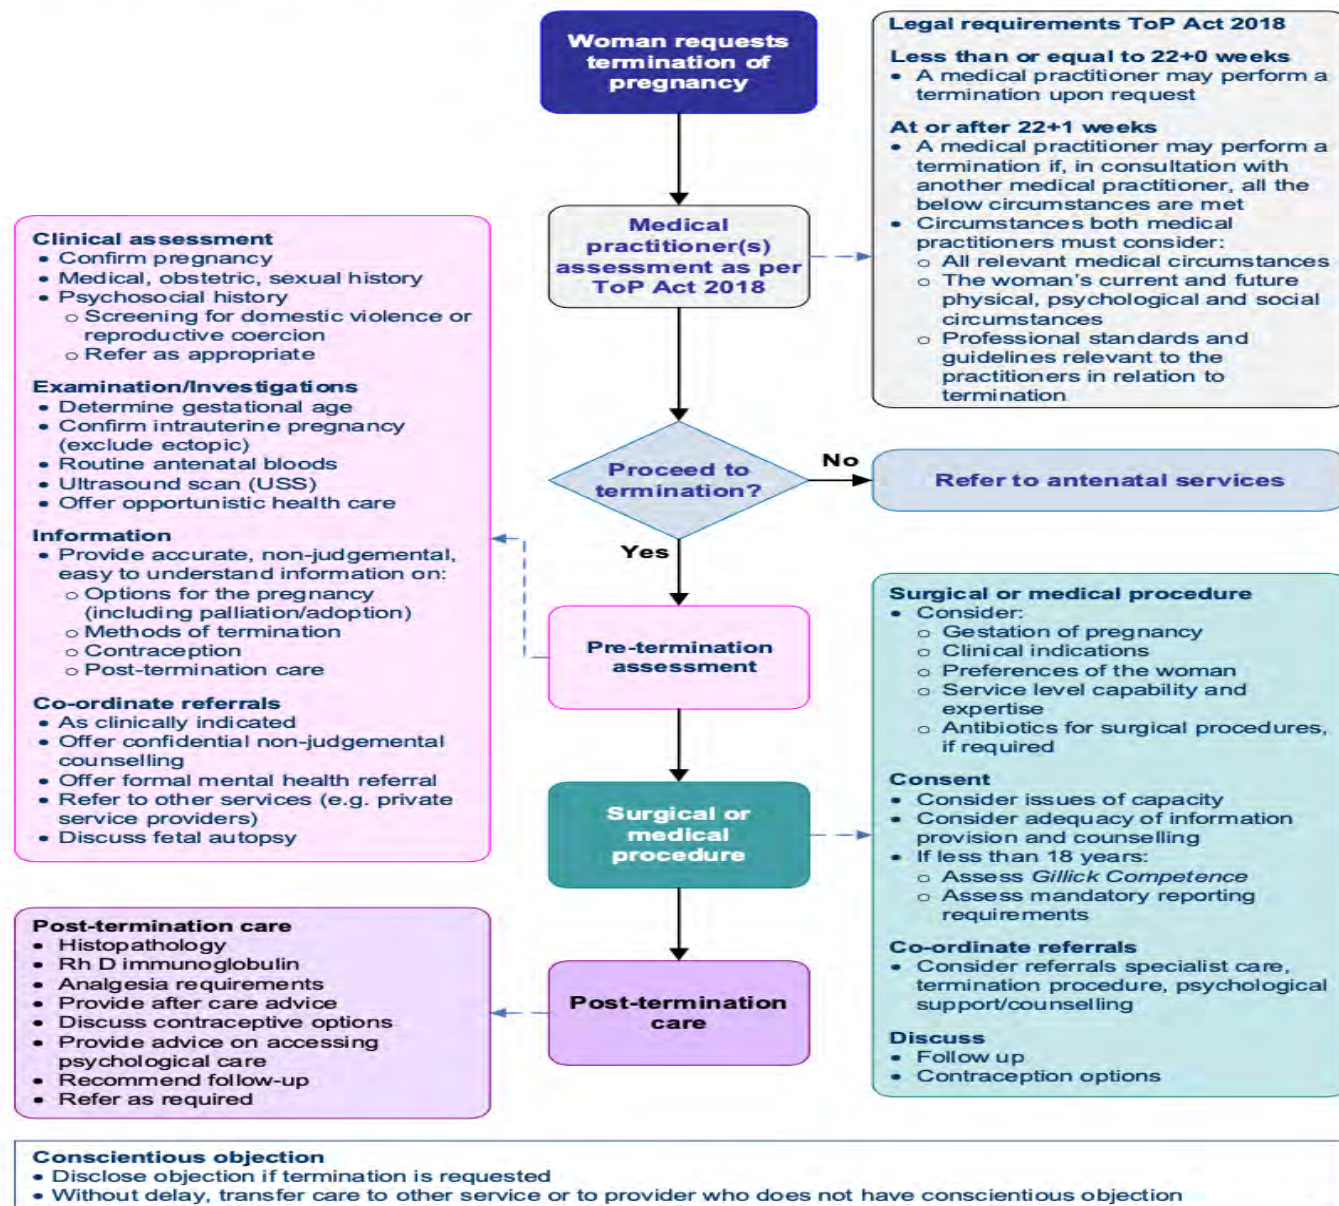 Woman requests
termination of
pregnancy
Legal requirements ToP Act 2018
Less than or equal to 22+0 weeks
• A medical practitioner may perform a
termination upon request
At or after 22+1 weeks
• A medical practitioner may perform a
termination if, in consultation with
another medical practitioner, all the
below circumstances are met
• Circumstances both medical
practitioners must consider:
o All relevant medical circumstances
o The woman's current and future
physical, psychological and social
circumstances
o Professional standards and
guidelines relevant to the
practitioners in relation to
termination
Medical
practitioner(s)
assessment as per
ToP Act 2018
Clinical assessment
• Confirm pregnancy
• Medical, obstetric, sexual history
• Psychosocial history
o Screening for domestic violence or
reproductive coercion
o Refer as appropriate
Examination/Investigations
• Determine gestational age
• Confirm intrauterine pregnancy
(exclude ectopic)
• Routine antenatal bloods
• Ultrasound scan (USS)
• Offer opportunistic health care
Information
• Provide accurate, non-judgemental,
easy to understand information on:
o Options for the pregnancy
(including palliation/adoption)
o Methods of termination
o Contraception
o Post-termination care
Co-ordinate referrals
• As clinically indicated
• Offer confidential non-judgemental
counselling
• Offer formal mental health referral
• Refer to other services (e.g. private
service providers)
• Discuss fetal autopsy
Proceed to
termination?
No
Refer to antenatal services
Yes
Pre-termination
assessment
Surgical or
medical
procedure
Surgical or medical procedure
• Consider:
o Gestation of pregnancy
o Clinical indications
o Preferences of the woman
o Service level capability and
expertise
o Antibiotics for surgical procedures,
if required
Consent
• Consider issues of capacity
• Consider adequacy of information
provision and counselling
• If less than 18 years:
o Assess Gillick Competence
o Assess mandatory reporting
requirements
Co-ordinate referrals
• Consider referrals specialist care,
termination procedure, psychological
support/counselling
Discuss
• Follow up
• Contraception options
Post-termination
care
Post-termination care
• Histopathology
• Rh D immunoglobulin
• Analgesia requirements
• Provide after care advice
• Discuss contraceptive options
• Provide advice on accessing
psychological care
• Recommend follow-up
• Refer as required
Conscientious objection
• Disclose objection if termination is requested
• Without delay, transfer care to other service or to provider who does not have conscientious objection